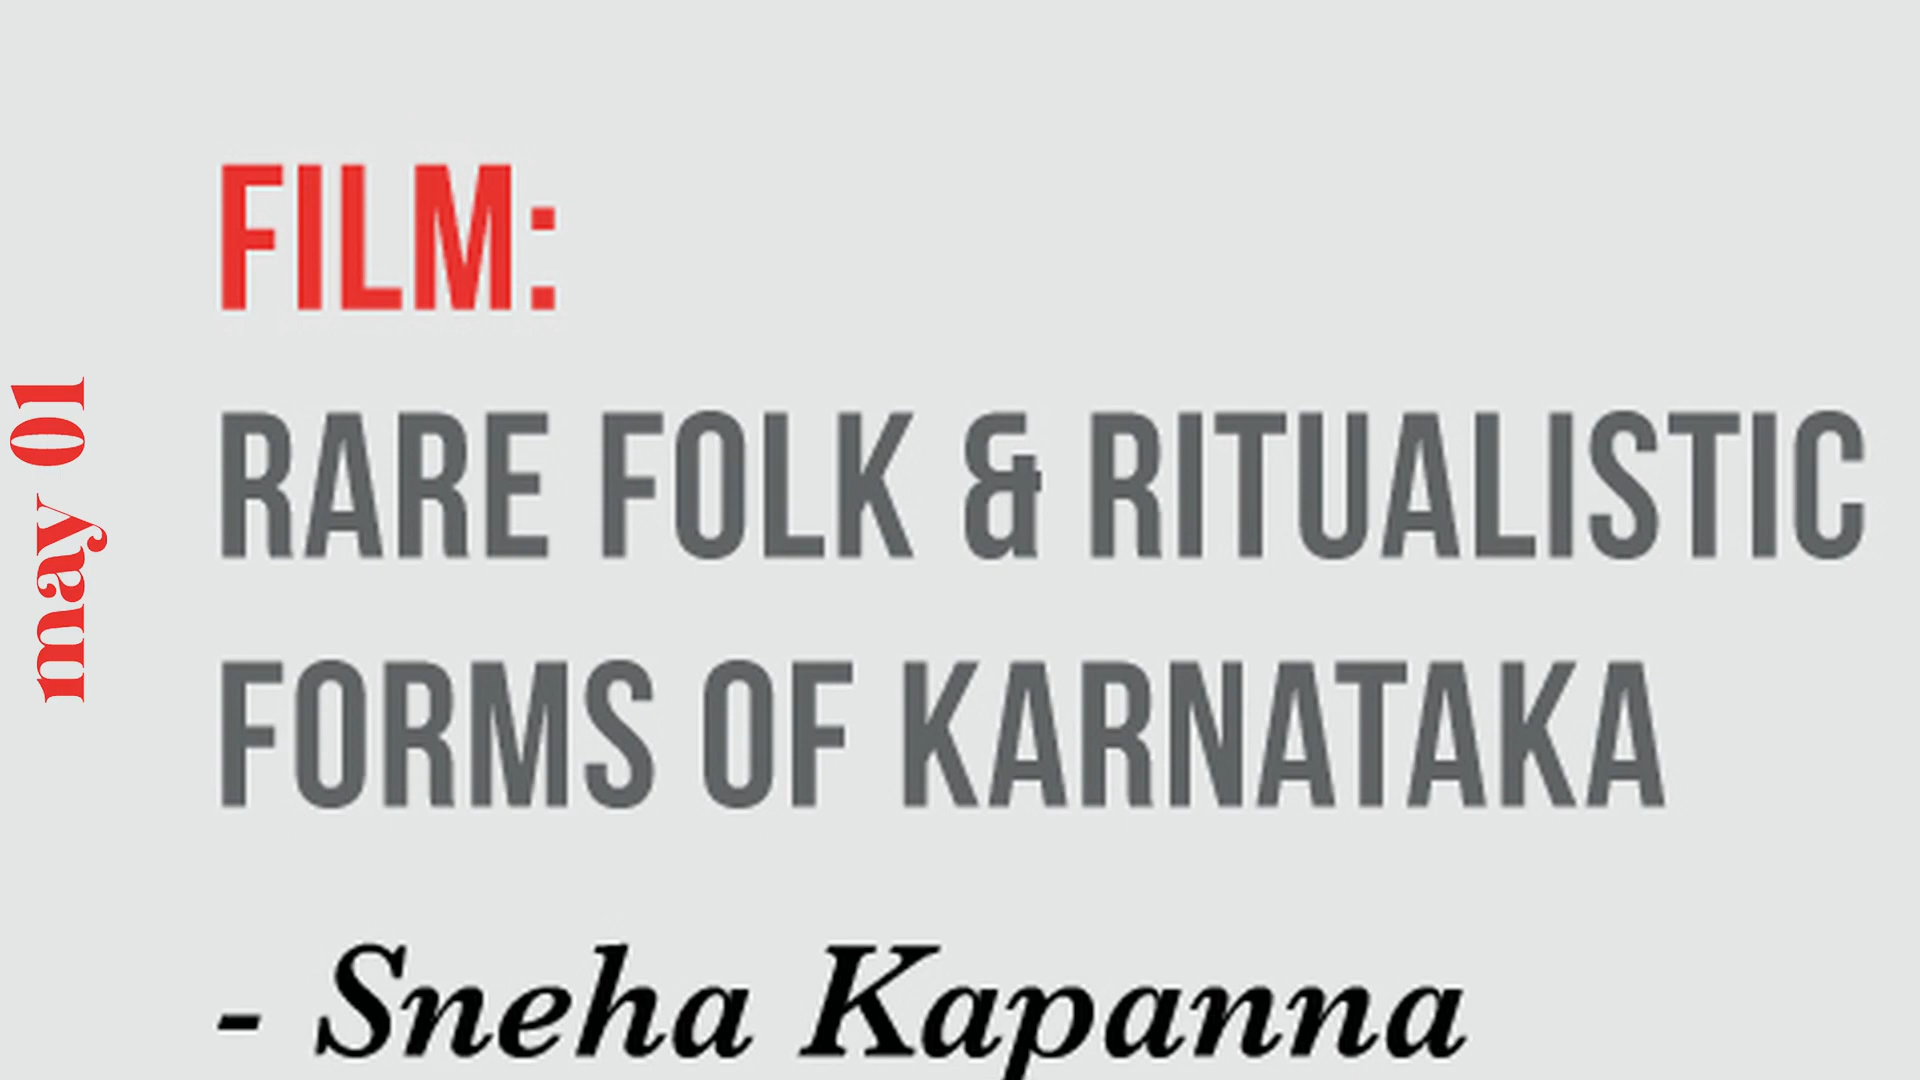 may 01
FILM:
RARE FOLK & RITUALISTIC
FORMS OF KARNATAKA
- Sneha Kapanna